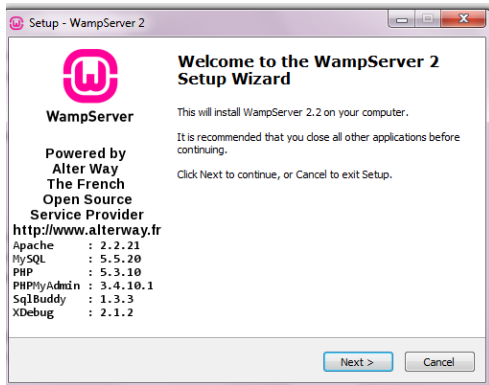 Setup - WampServer 2
WampServer
Powered by
Alter Way
The French
Open Source
Service Provider
http://www.alterway.fr
Apache : 2.2.21
MySQL : 5.5.20
PHP : 5.3.10
PHPMyAdmin : 3.4.10.1
SqlBuddy : 1.3.3
XDebug : 2.1.2
Welcome to the WampServer 2
Setup Wizard
This will install WampServer 2.2 on your computer.
It is recommended that you close all other applications before
continuing.
Click Next to continue, or Cancel to exit Setup.
Next >
Cancel